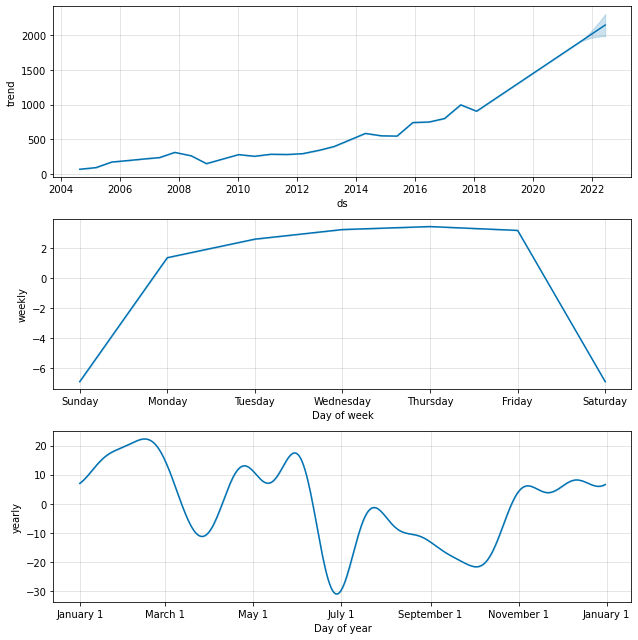 2000
1500
1000
500
0
trend
2004 2006 2008 2010 2012 2014 2016 2018 2020 2022
ds
2
0
−2
−4
−6
weekly
Sunday Monday Tuesday Wednesday Thursday Friday Saturday
Day of week
20
10
0
−10
−20
−30
yearly
January 1 March 1 May 1 July 1 September 1 November 1 January 1
Day of year